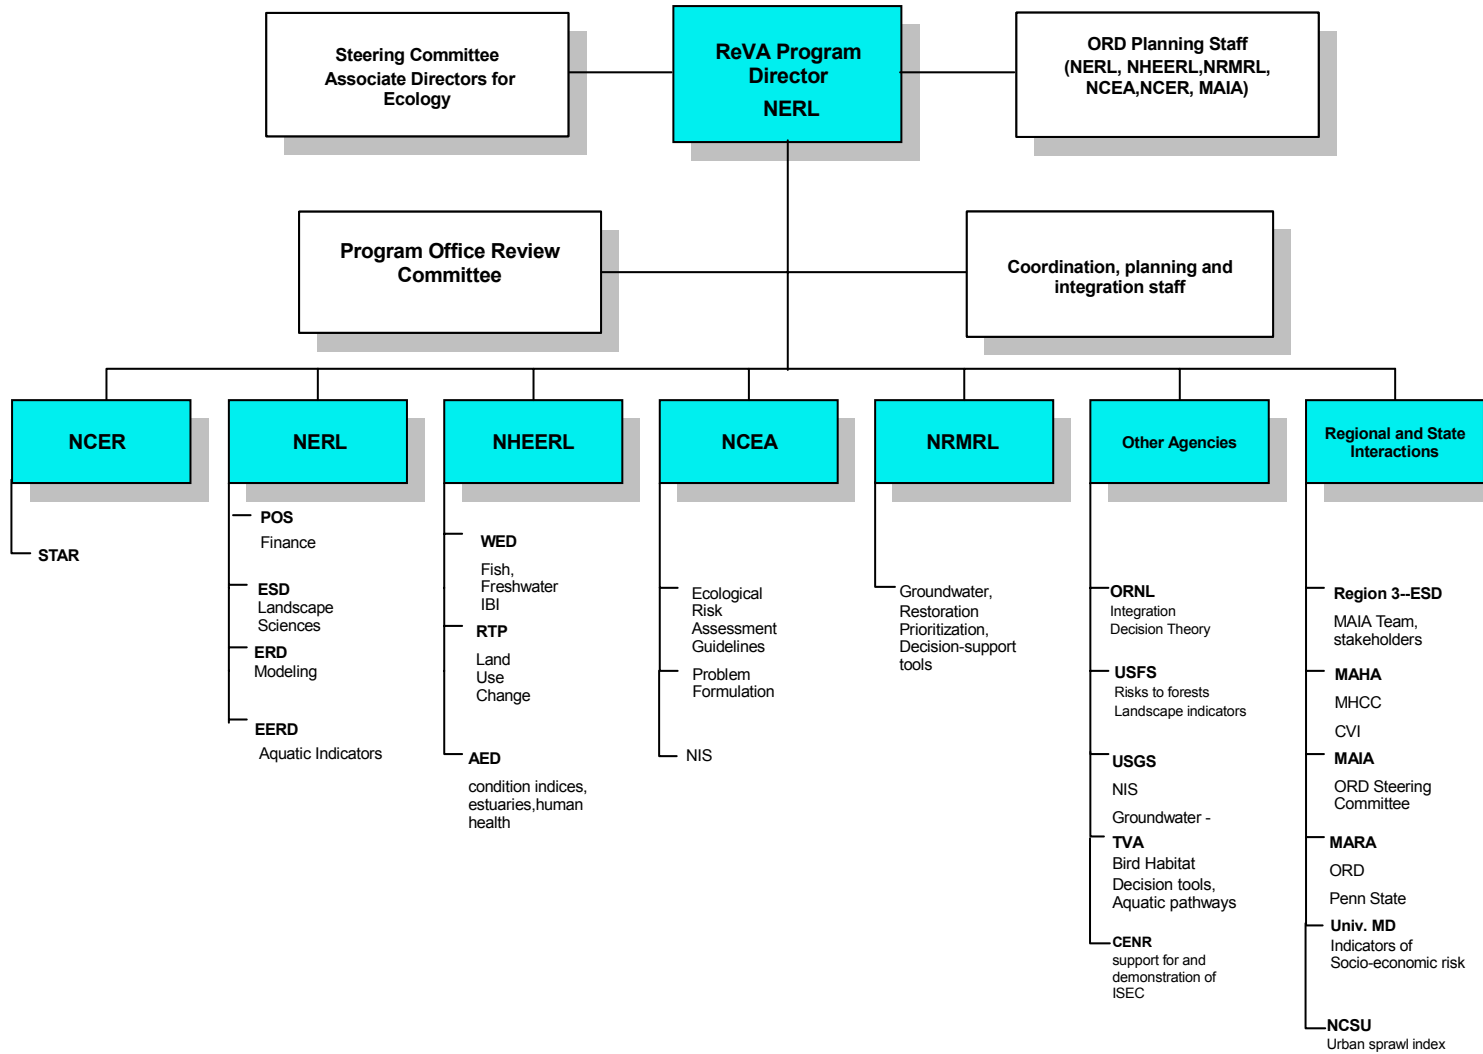 Steering Committee
Associate Directors for
Ecology
ReVA Program
Director
NERL
ORD Planning Staff
(NERL, NHEERL,NRMRL,
NCEA,NCER, MAIA)
Program Office Review
Committee
Coordination, planning and
integration staff
NCER
STAR
NERL
POS
Finance
ESD
Landscape
Sciences
ERD
Modeling
EERD
Aquatic Indicators
NHEERL
WED
Fish,
Freshwater
IBI
RTP
Land
Use
Change
AED
condition indices,
estuaries,human
health
NCEA
Ecological
Risk
Assessment
Guidelines
Problem
Formulation
NIS
NRMRL
Groundwater,
Restoration
Prioritization,
Decision-support
tools
Other Agencies
ORNL
Integration
Decision Theory
USFS
Risks to forests
Landscape indicators
USGS
NIS
Groundwater -
TVA
Bird Habitat
Decision tools,
Aquatic pathways
CENR
support for and
demonstration of
ISEC
Regional and State
Interactions
Region 3--ESD
MAIA Team,
stakeholders
MAHA
MHCC
CVI
MAIA
ORD Steering
Committee
MARA
ORD
Penn State
Univ. MD
Indicators of
Socio-economic risk
NCSU
Urban sprawl index